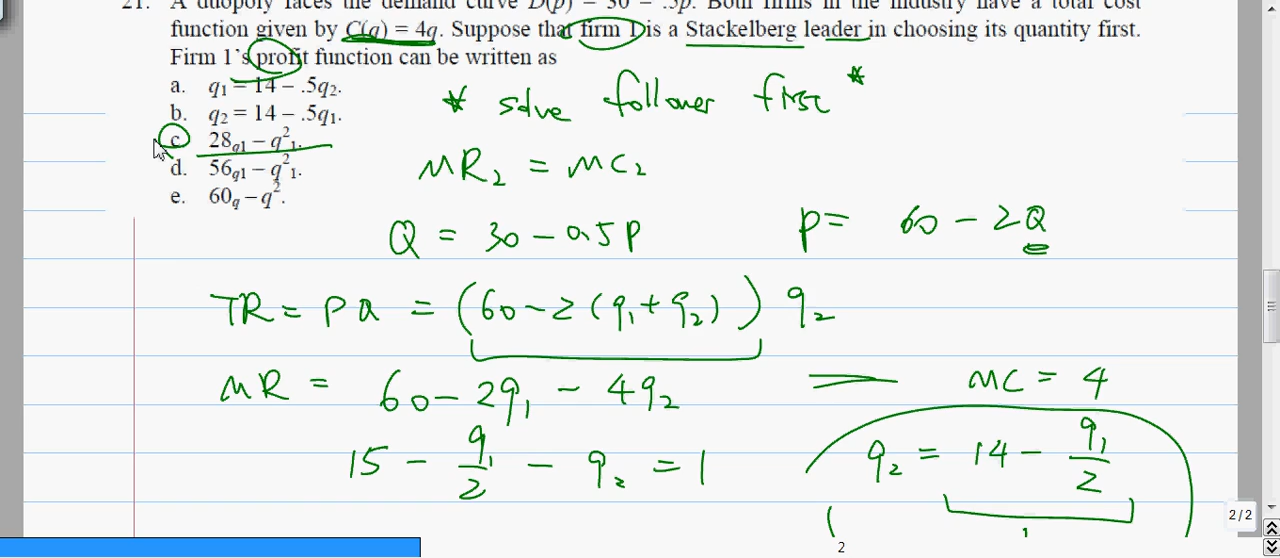 21. A duopoly faces the demand curve D(p) = 30 − .5p. Both firms in the industry have a total cost
function given by C(q) = 4q. Suppose that firm 1 is a Stackelberg leader in choosing its quantity first.
Firm 1's profit function can be written as
a. q1 = 14 − .5q2.
b. q2 = 14 − .5q1.
c. 28q1 − q²1.
d. 56q1 − q²1.
e. 60q − q².
* solve follower first *
MR2 = MC2
Q = 30 − 0.5P P = 60 − 2Q
TR = PQ = (60 − 2(q1 + q2)) q2
MR = 60 − 2q1 − 4q2 = MC = 4
15 − q1/2 − q2 = 1 q2 = 14 − q1/2
2/2
2